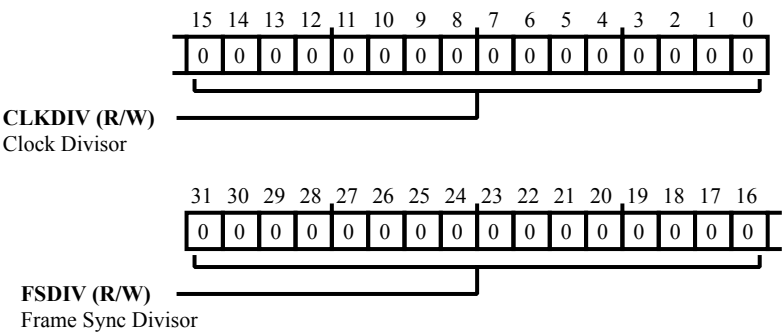 15 14 13 12 11 10 9 8 7 6 5 4 3 2 1 0
0 0 0 0 0 0 0 0 0 0 0 0 0 0 0 0
CLKDIV (R/W)
Clock Divisor
31 30 29 28 27 26 25 24 23 22 21 20 19 18 17 16
0 0 0 0 0 0 0 0 0 0 0 0 0 0 0 0
FSDIV (R/W)
Frame Sync Divisor